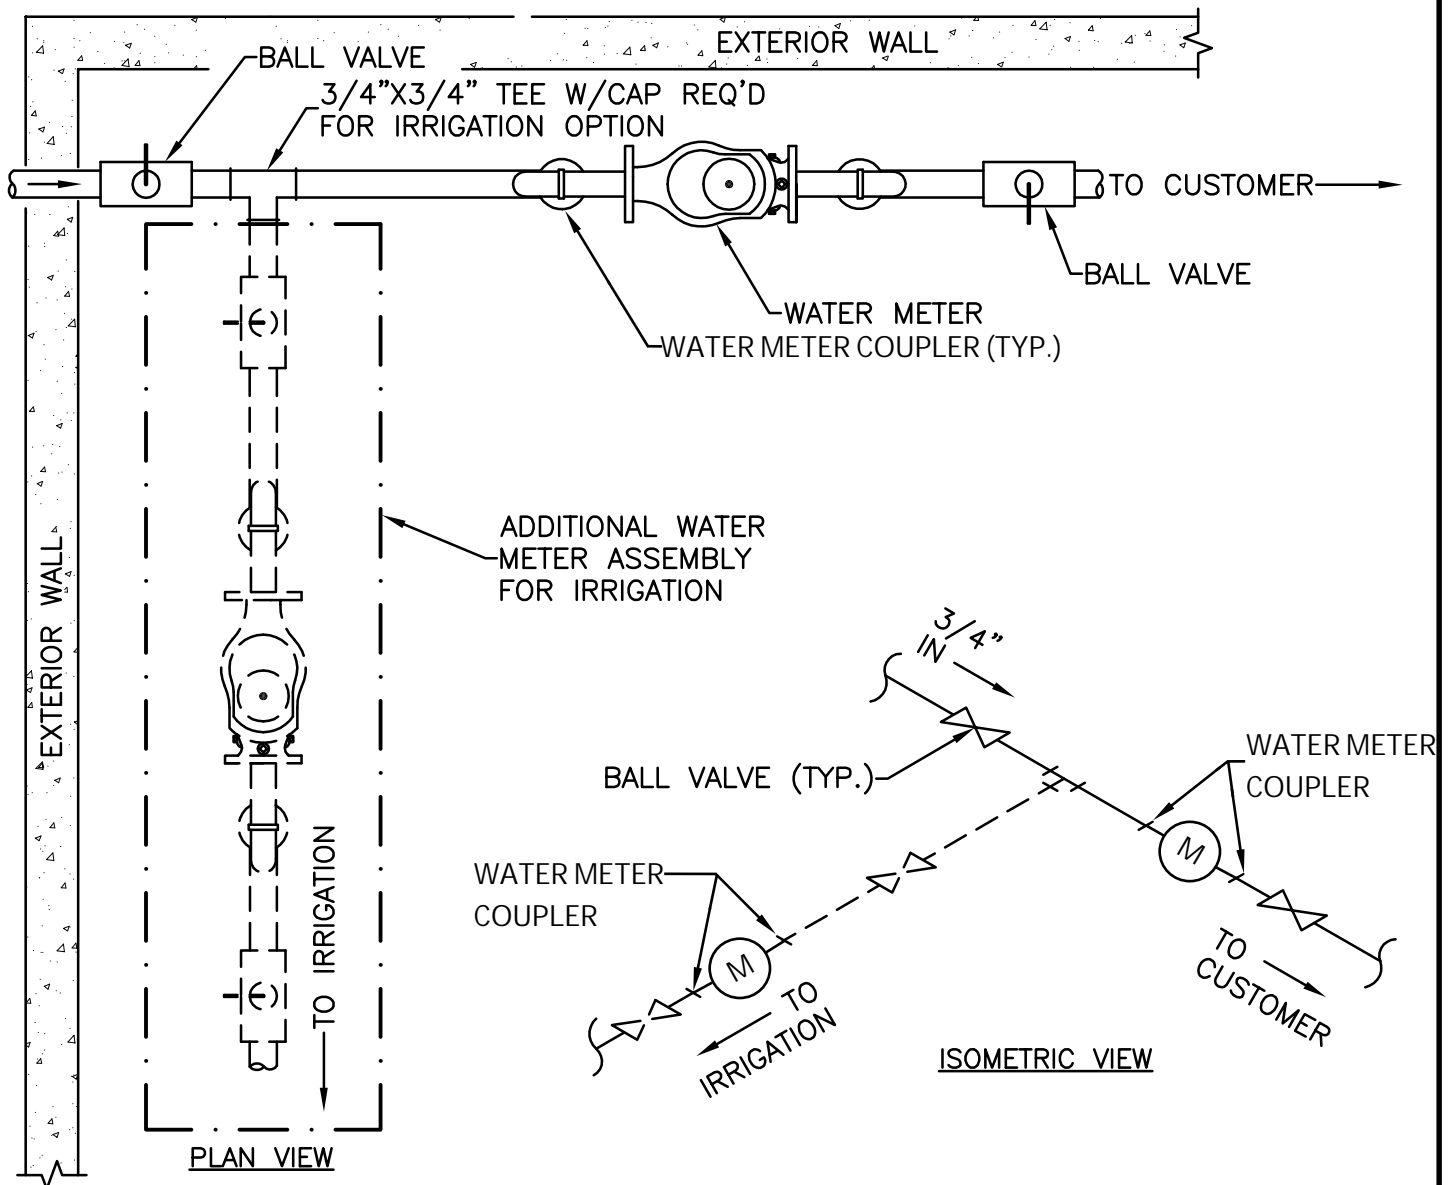 EXTERIOR WALL
BALL VALVE
3/4"X3/4" TEE W/CAP REQ'D
FOR IRRIGATION OPTION
TO CUSTOMER
BALL VALVE
WATER METER
WATER METER COUPLER (TYP.)
ADDITIONAL WATER
METER ASSEMBLY
FOR IRRIGATION
EXTERIOR WALL
TO IRRIGATION
PLAN VIEW
3/4"
IN
BALL VALVE (TYP.)
WATER METER
COUPLER
M
WATER METER
COUPLER
M
TO
CUSTOMER
TO
IRRIGATION
ISOMETRIC VIEW